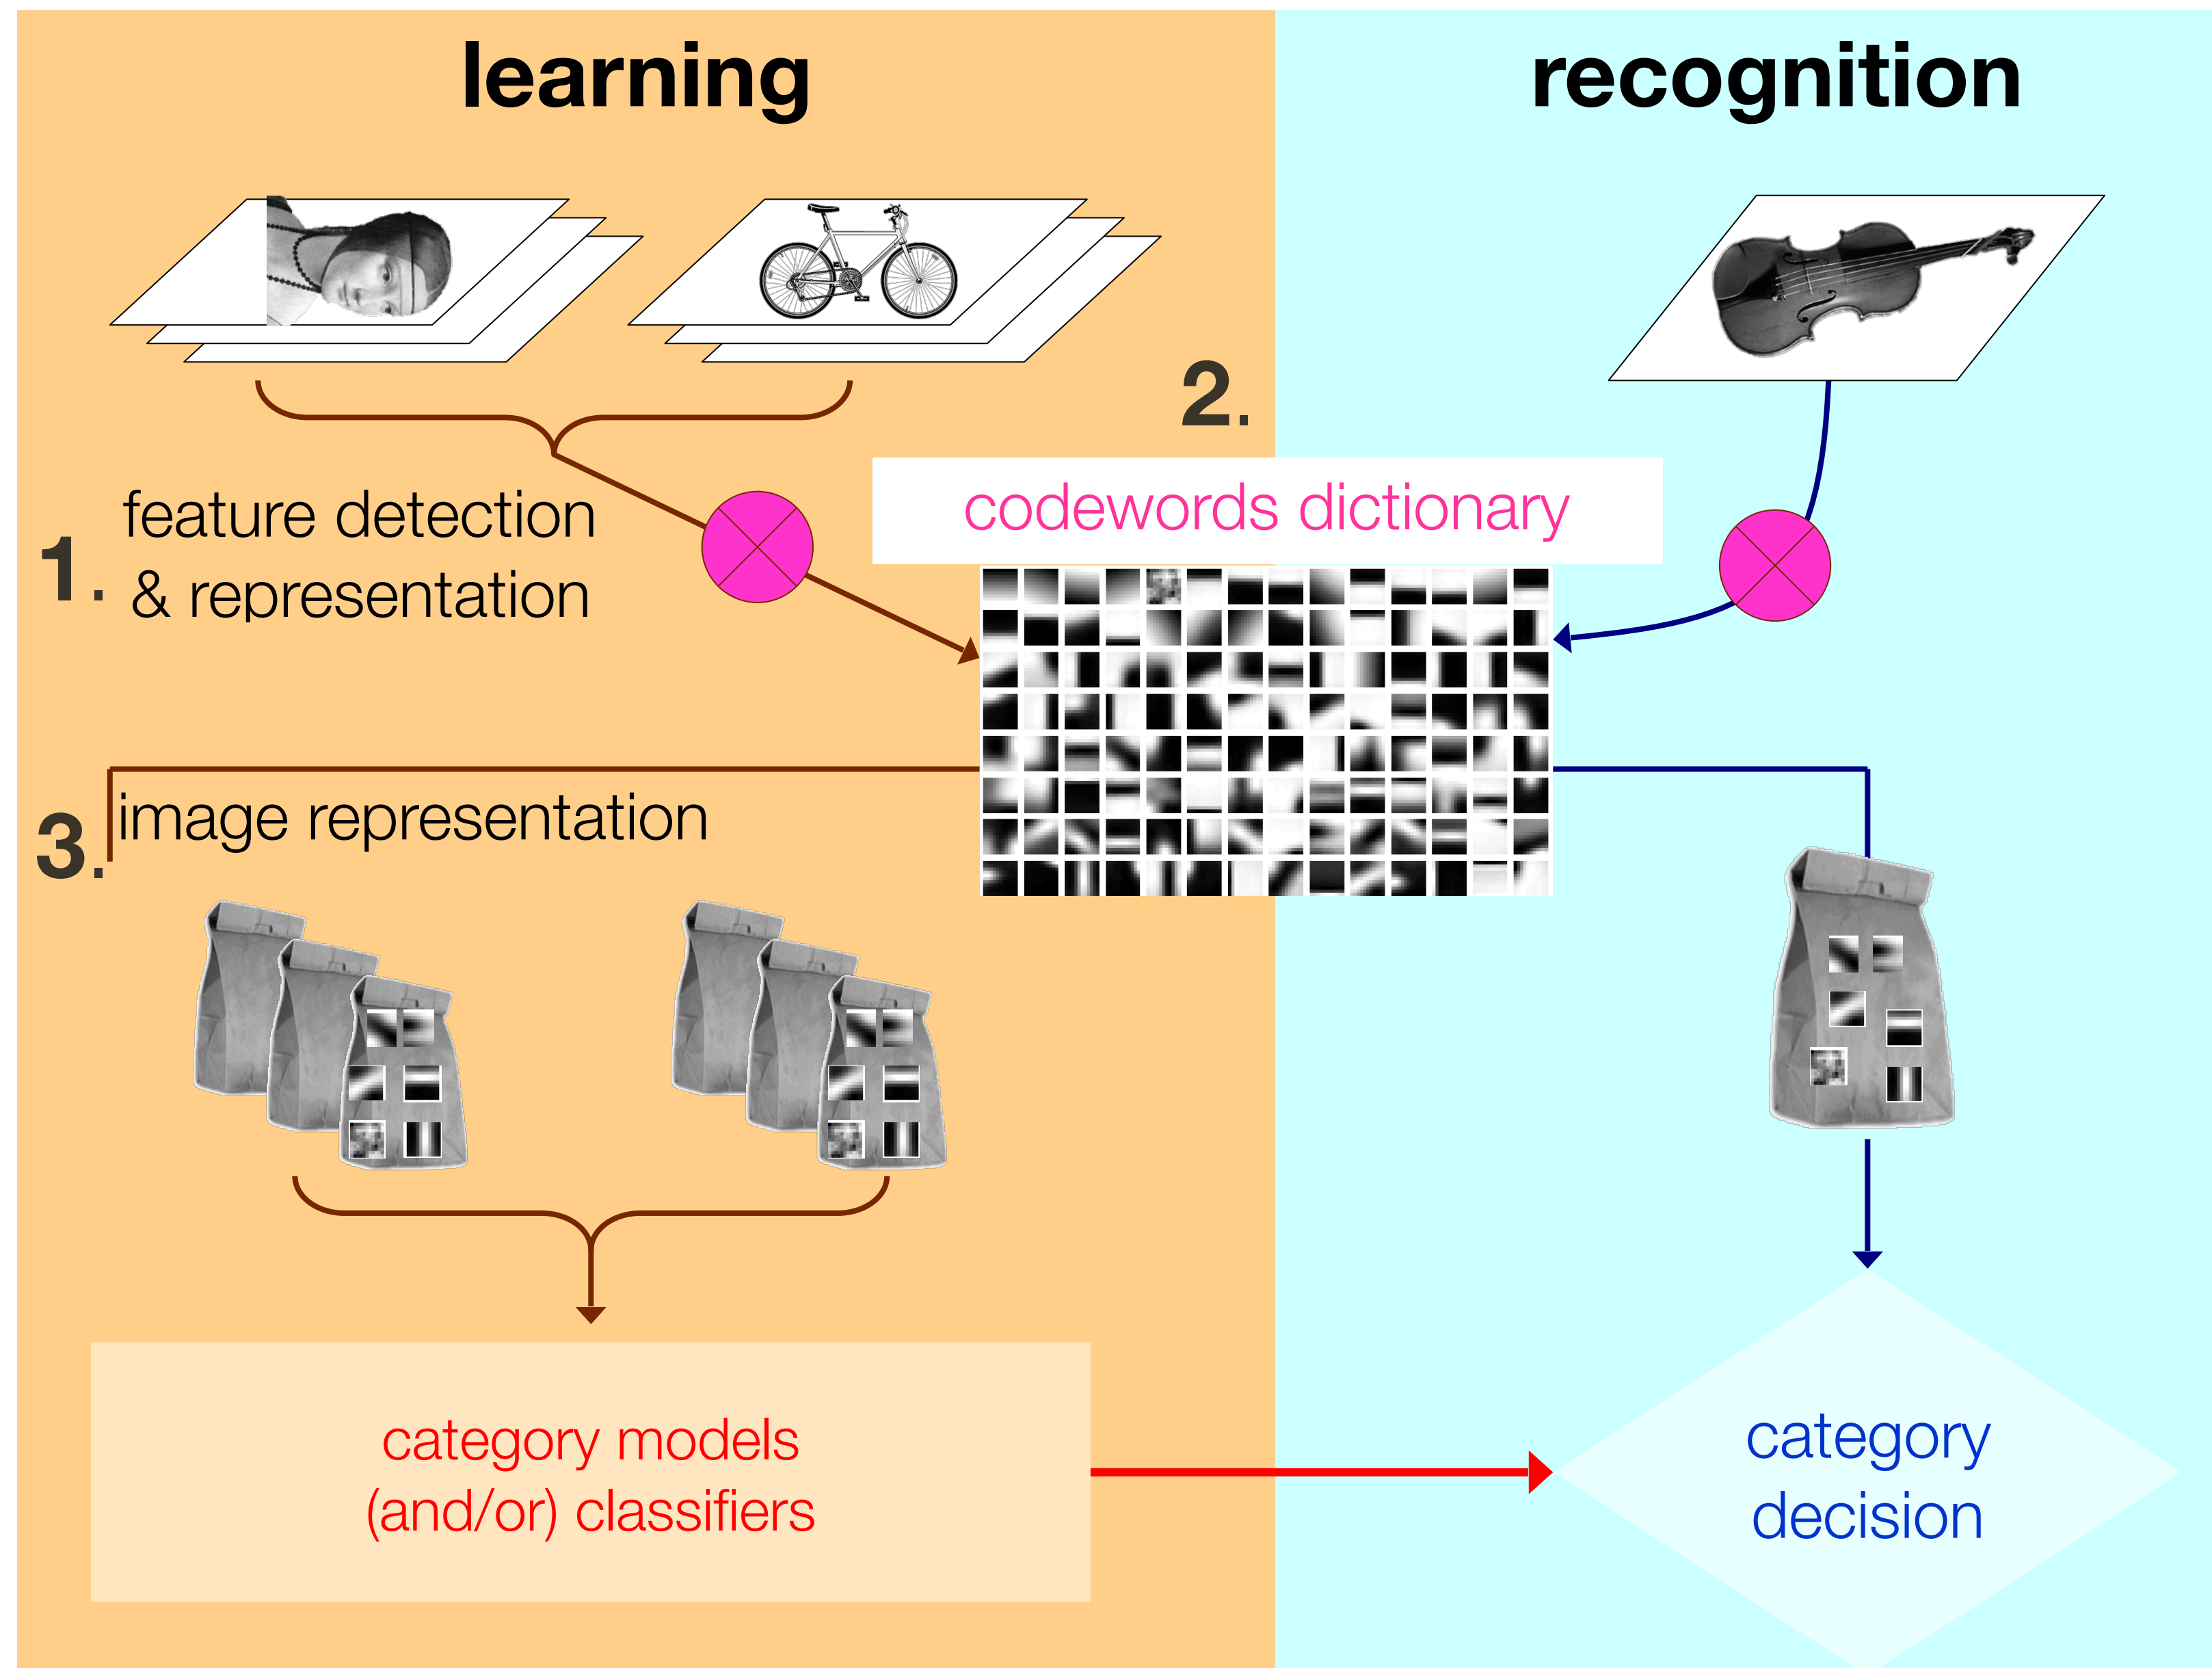 learning
recognition
2.
codewords dictionary
1. feature detection
& representation
3. image representation
category models
(and/or) classifiers
category
decision